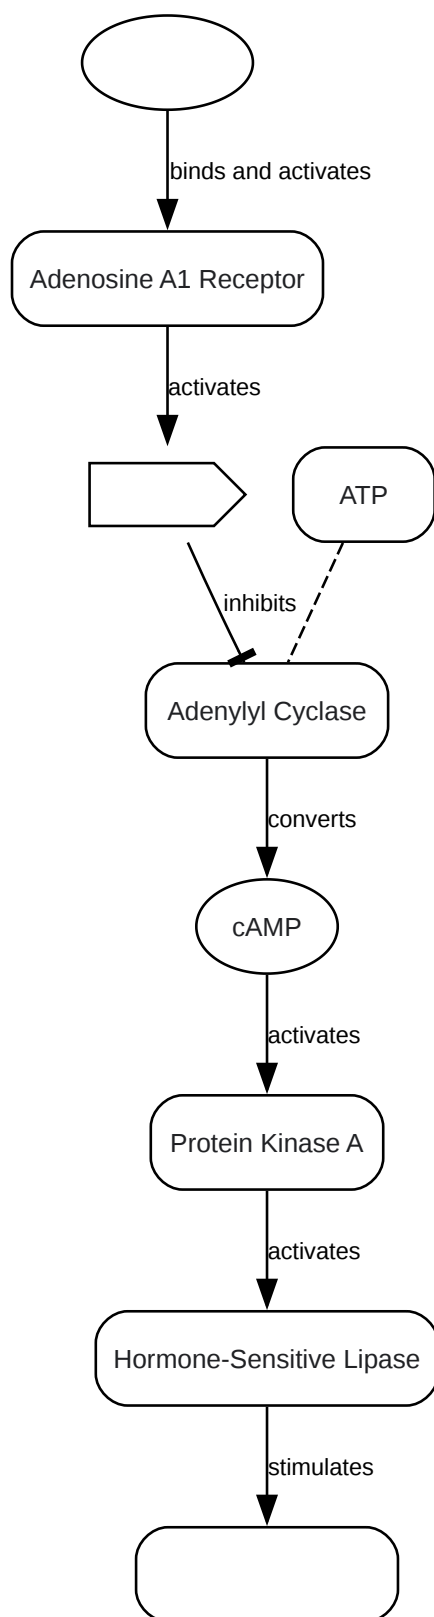 binds and activates
Adenosine A1 Receptor
activates
ATP
inhibits
Adenylyl Cyclase
converts
cAMP
activates
Protein Kinase A
activates
Hormone-Sensitive Lipase
stimulates